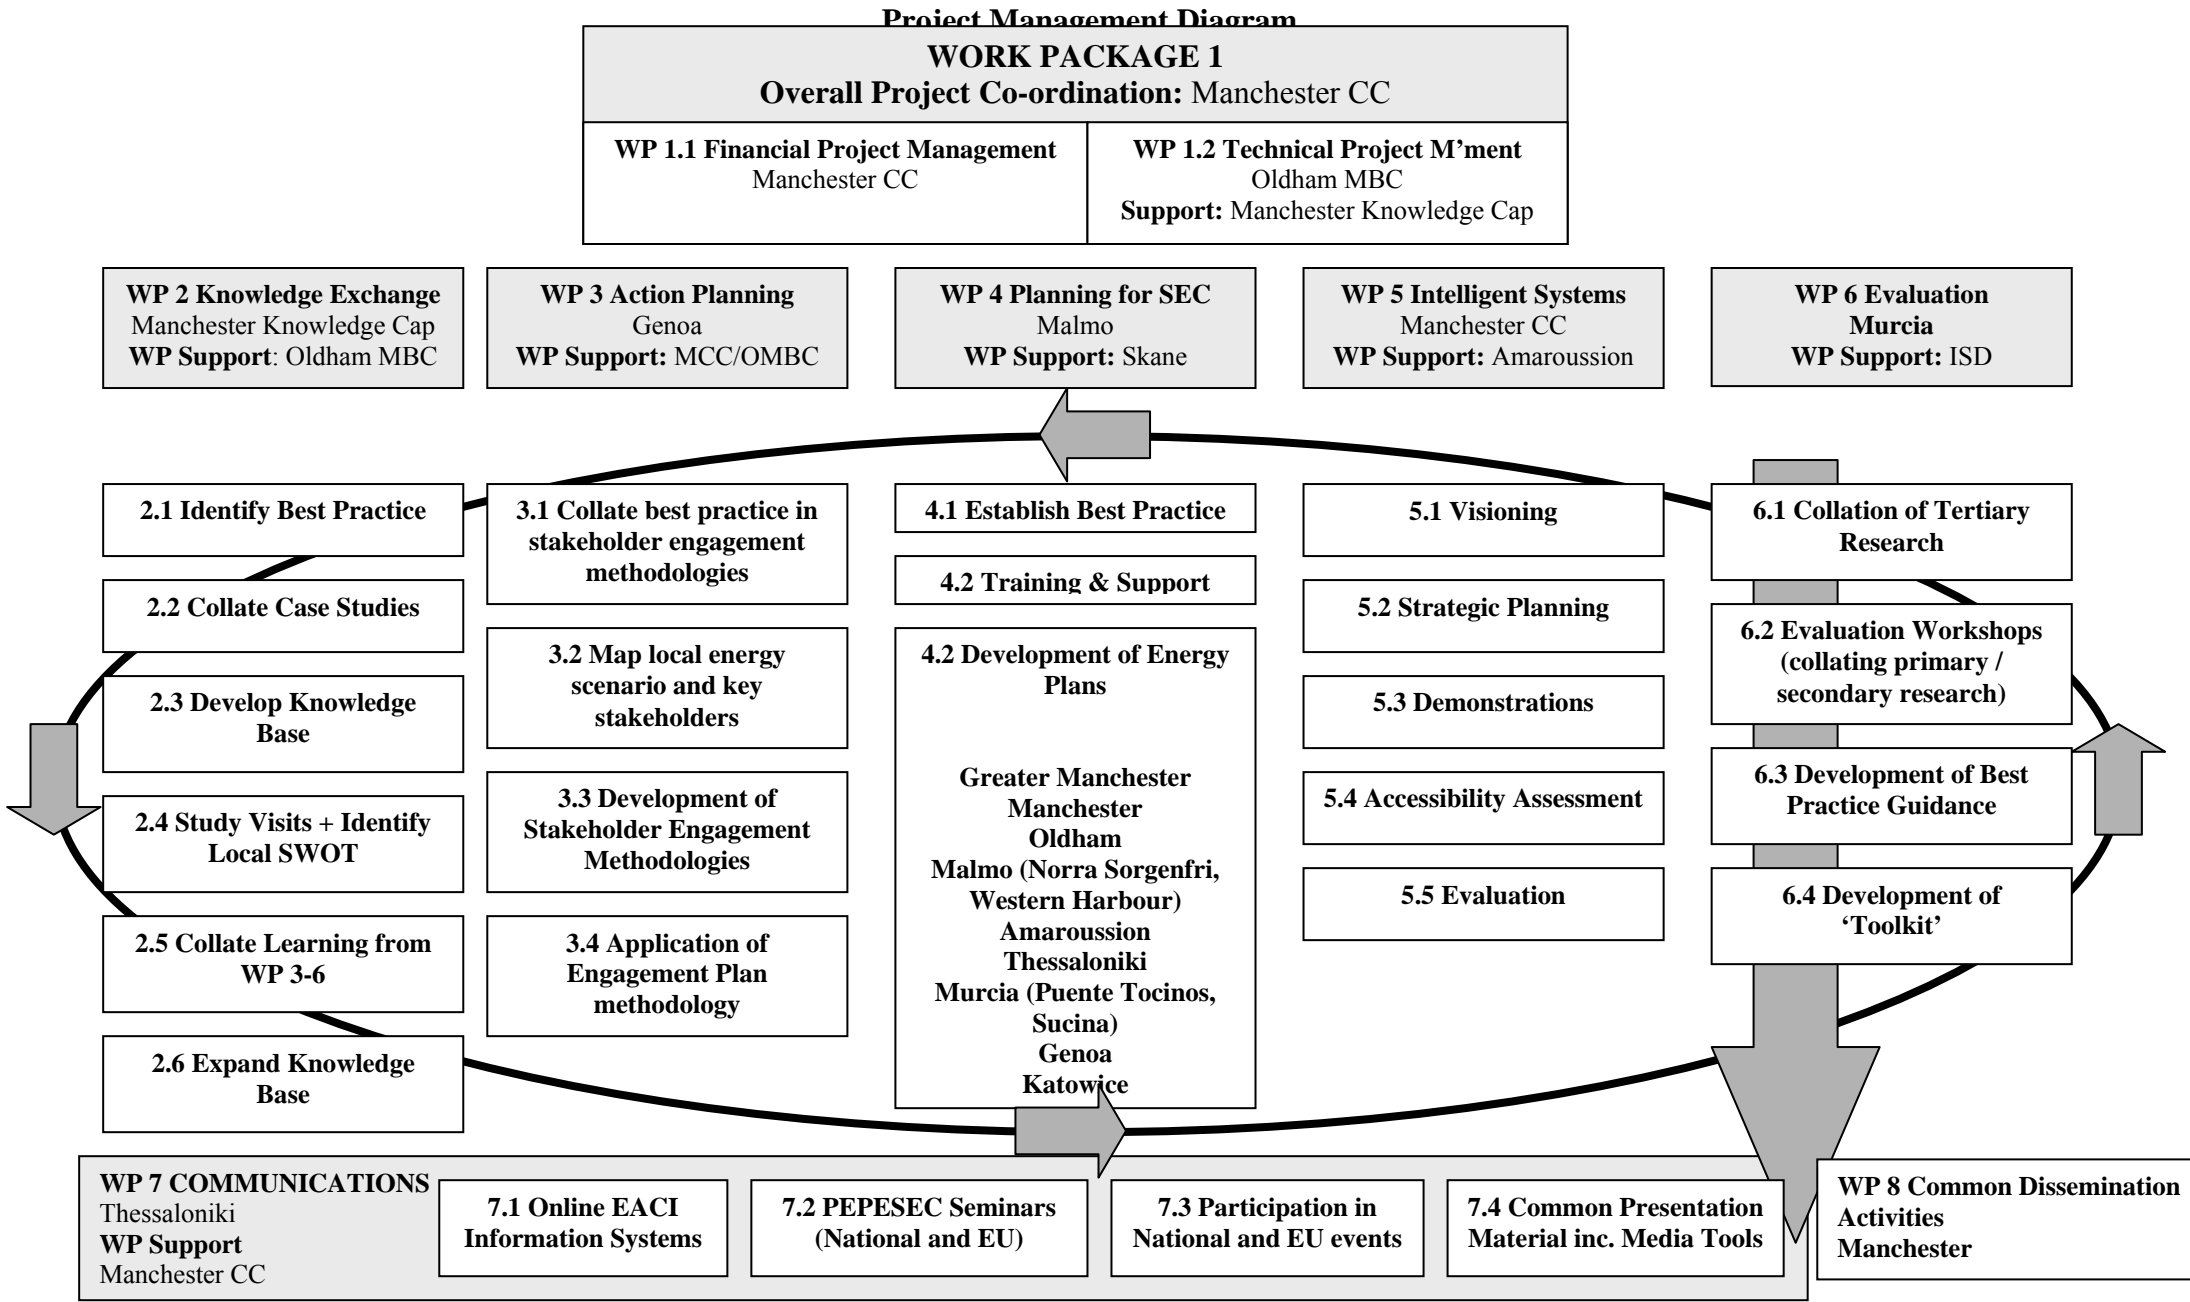 Project Management Diagram
WORK PACKAGE 1
Overall Project Co-ordination: Manchester CC
WP 1.1 Financial Project Management
Manchester CC
WP 1.2 Technical Project M’ment
Oldham MBC
Support: Manchester Knowledge Cap
WP 2 Knowledge Exchange
Manchester Knowledge Cap
WP Support: Oldham MBC
WP 3 Action Planning
Genoa
WP Support: MCC/OMBC
WP 4 Planning for SEC
Malmo
WP Support: Skane
WP 5 Intelligent Systems
Manchester CC
WP Support: Amaroussion
WP 6 Evaluation
Murcia
WP Support: ISD
2.1 Identify Best Practice
2.2 Collate Case Studies
2.3 Develop Knowledge
Base
2.4 Study Visits + Identify
Local SWOT
2.5 Collate Learning from
WP 3-6
2.6 Expand Knowledge
Base
3.1 Collate best practice in
stakeholder engagement
methodologies
3.2 Map local energy
scenario and key
stakeholders
3.3 Development of
Stakeholder Engagement
Methodologies
3.4 Application of
Engagement Plan
methodology
4.1 Establish Best Practice
4.2 Training & Support
4.2 Development of Energy
Plans
Greater Manchester
Manchester
Oldham
Malmo (Norra Sorgenfri,
Western Harbour)
Amaroussion
Thessaloniki
Murcia (Puente Tocinos,
Sucina)
Genoa
Katowice
5.1 Visioning
5.2 Strategic Planning
5.3 Demonstrations
5.4 Accessibility Assessment
5.5 Evaluation
6.1 Collation of Tertiary
Research
6.2 Evaluation Workshops
(collating primary /
secondary research)
6.3 Development of Best
Practice Guidance
6.4 Development of
‘Toolkit’
WP 7 COMMUNICATIONS
Thessaloniki
WP Support
Manchester CC
7.1 Online EACI
Information Systems
7.2 PEPESEC Seminars
(National and EU)
7.3 Participation in
National and EU events
7.4 Common Presentation
Material inc. Media Tools
WP 8 Common Dissemination
Activities
Manchester